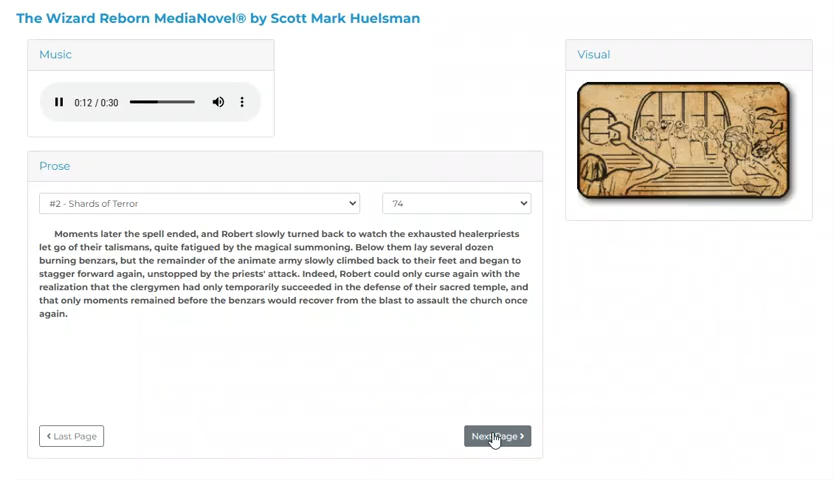 The Wizard Reborn MediaNovel® by Scott Mark Huelsman
Music
0:12 / 0:30
Visual
Prose
#2 - Shards of Terror
74
Moments later the spell ended, and Robert slowly turned back to watch the exhausted healerpriests
let go of their talismans, quite fatigued by the magical summoning. Below them lay several dozen
burning benzars, but the remainder of the animate army slowly climbed back to their feet and began to
stagger forward again, unstopped by the priests' attack. Indeed, Robert could only curse again with the
realization that the clergymen had only temporarily succeeded in the defense of their sacred temple, and
that only moments remained before the benzars would recover from the blast to assault the church once
again.
Last Page
Next Page